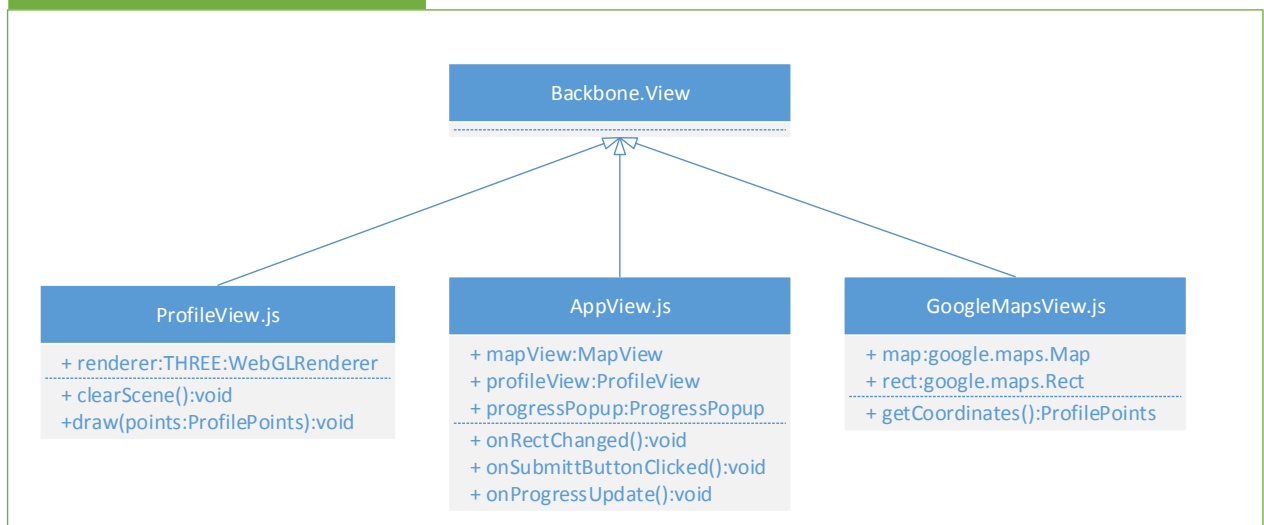 Backbone.View
ProfileView.js
+ renderer:THREE:WebGLRenderer
+ clearScene():void
+draw(points:ProfilePoints):void
AppView.js
+ mapView:MapView
+ profileView:ProfileView
+ progressPopup:ProgressPopup
+ onRectChanged():void
+ onSubmittButtonClicked():void
+ onProgressUpdate():void
GoogleMapsView.js
+ map:google.maps.Map
+ rect:google.maps.Rect
+ getCoordinates():ProfilePoints